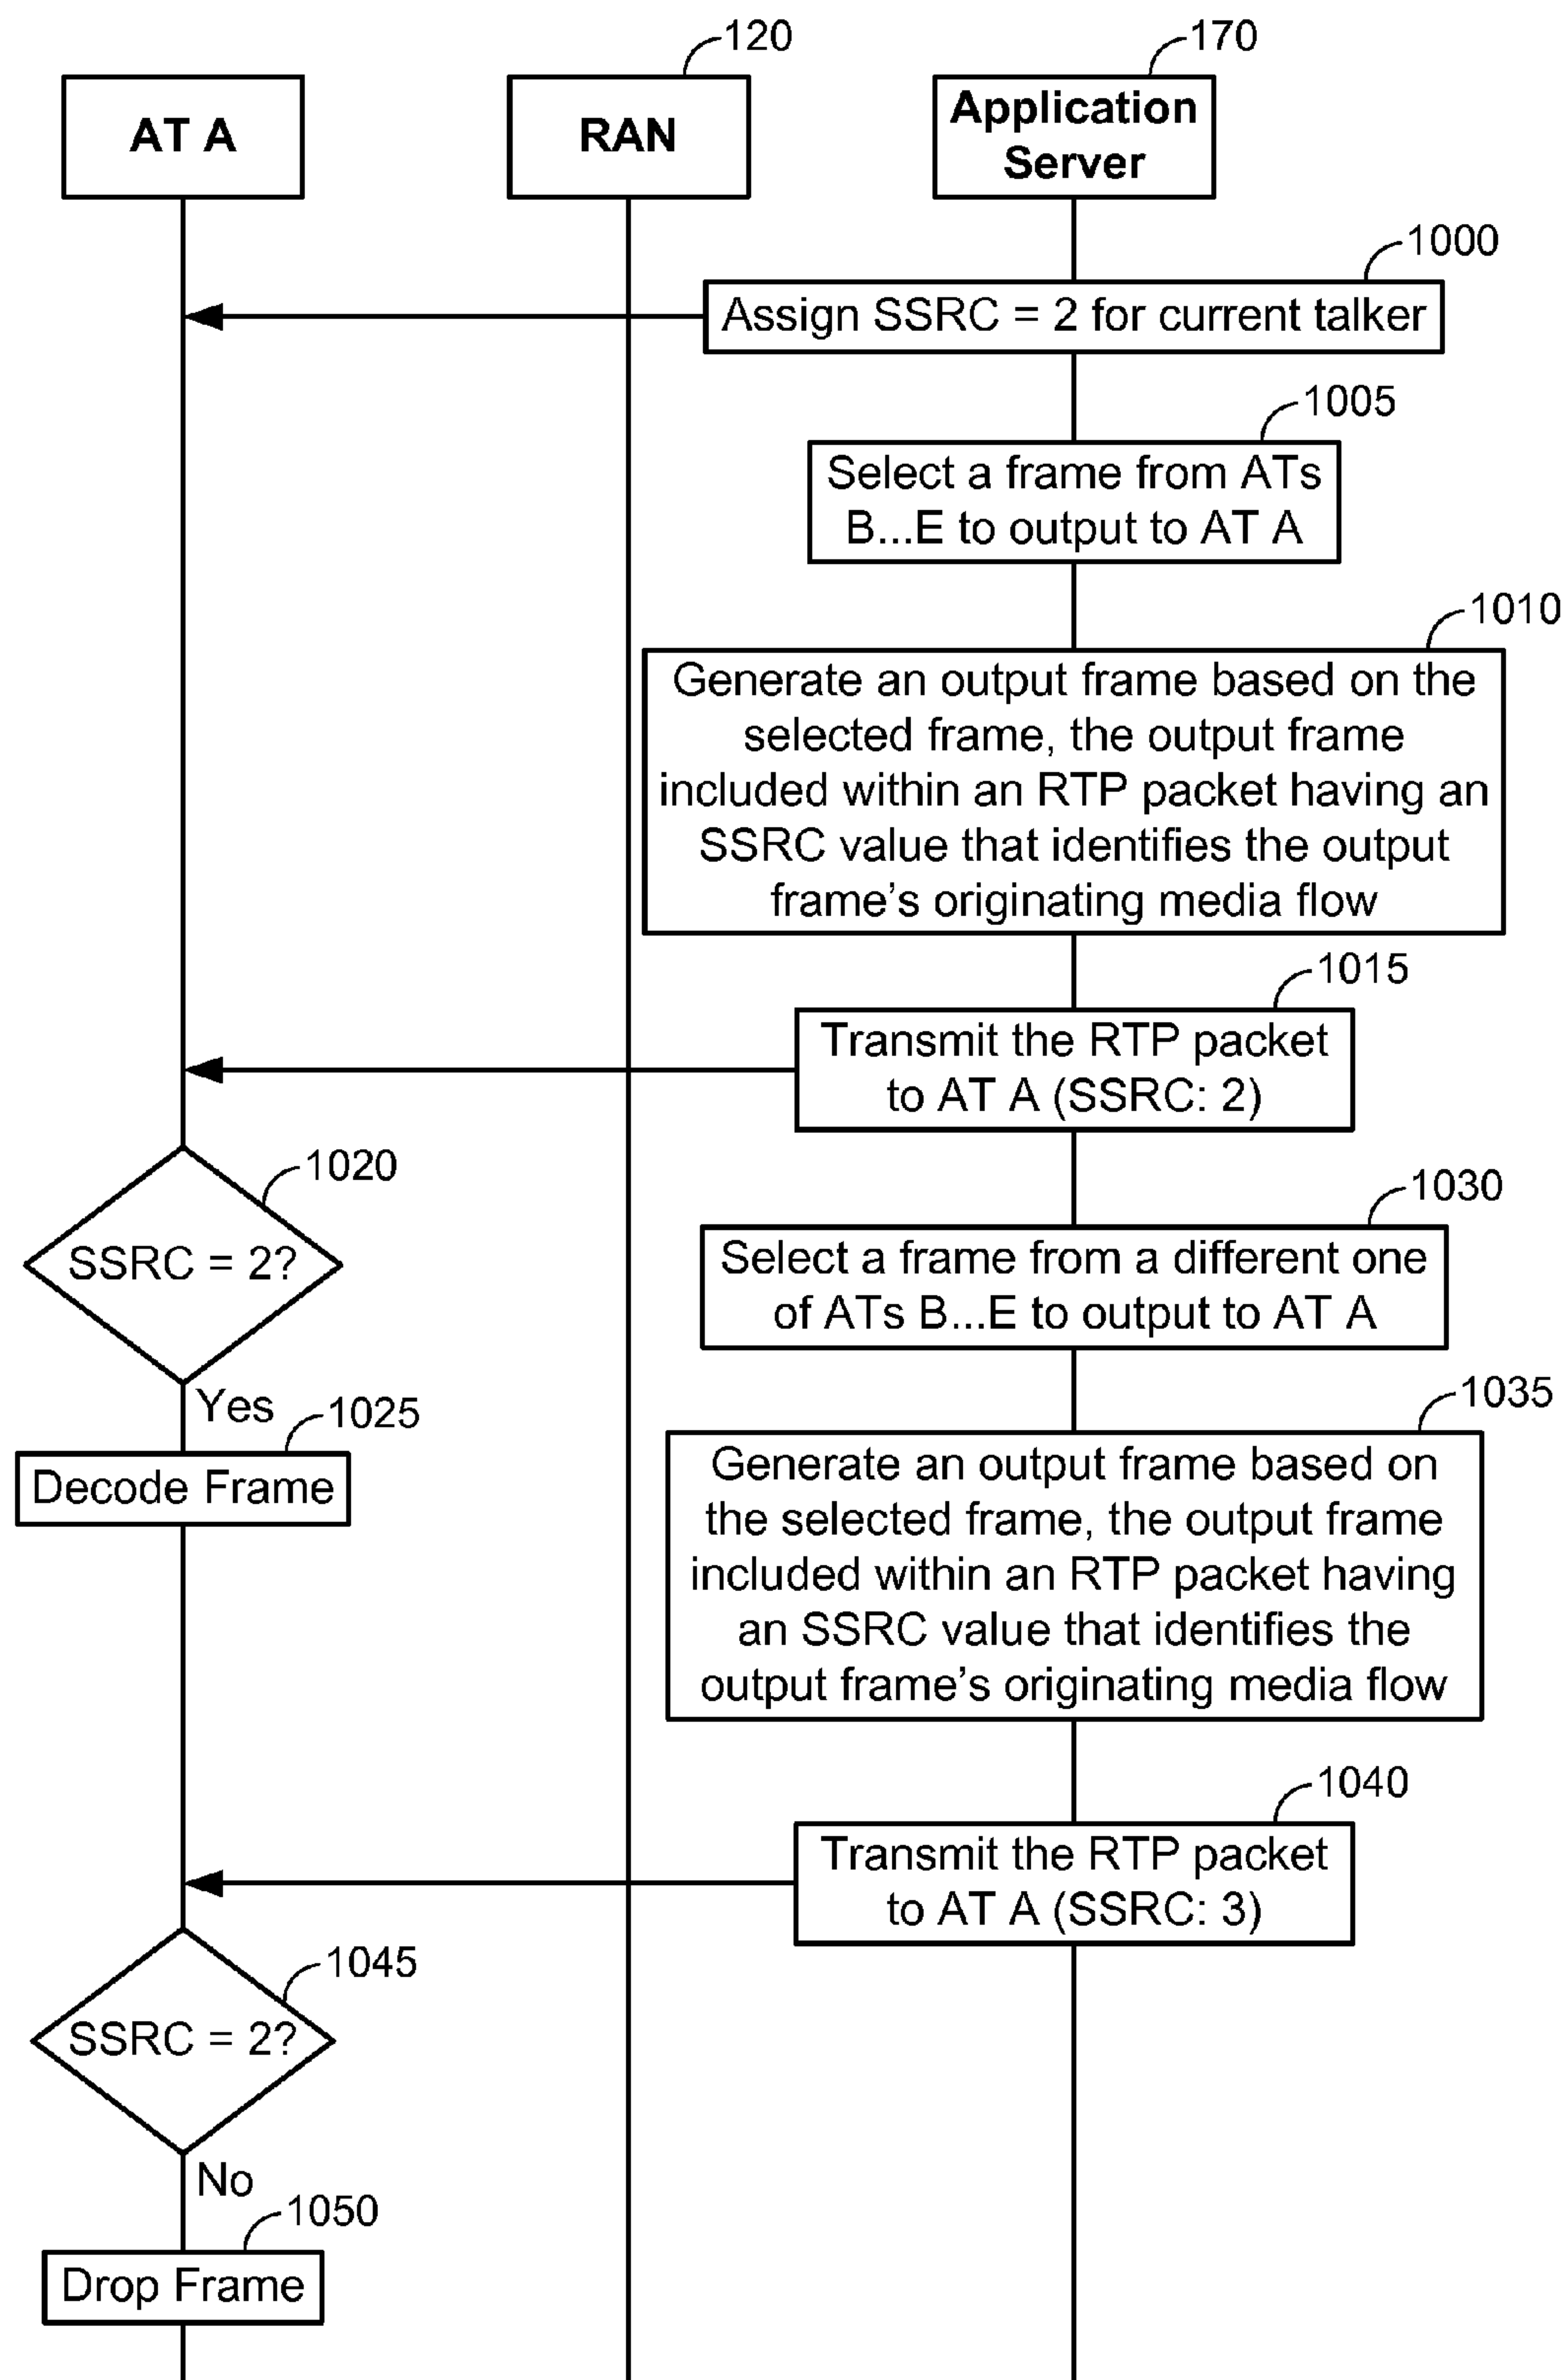 120
170
AT A
RAN
Application
Server
1000
Assign SSRC = 2 for current talker
1005
Select a frame from ATs
B...E to output to AT A
1010
Generate an output frame based on the
selected frame, the output frame
included within an RTP packet having an
SSRC value that identifies the output
frame’s originating media flow
1015
Transmit the RTP packet
to AT A (SSRC: 2)
1020
SSRC = 2?
1030
Select a frame from a different one
of ATs B...E to output to AT A
Yes
1025
Decode Frame
1035
Generate an output frame based on
the selected frame, the output frame
included within an RTP packet having
an SSRC value that identifies the
output frame’s originating media flow
1040
Transmit the RTP packet
to AT A (SSRC: 3)
1045
SSRC = 2?
No
1050
Drop Frame